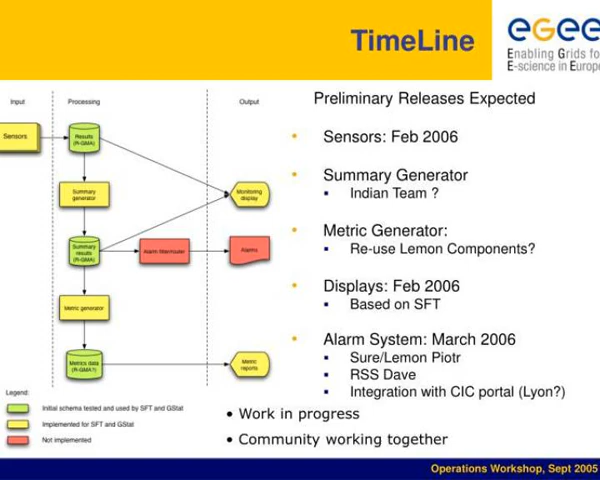 TimeLine
egee
Enabling Grids for
E-science in Europe
Input
Processing
Output
Sensors
Results
(R-GMA)
Summary
generator
Monitoring
display
Summary
results
(R-GMA)
Alarm filter/router
Alarms
Metric generator
Metrics data
(R-GMA?)
Metric
reports
Legend:
Initial schema tested and used by SFT and GStat
Implemented for SFT and GStat
Not implemented
Preliminary Releases Expected
Sensors: Feb 2006
Summary Generator
Indian Team ?
Metric Generator:
Re-use Lemon Components?
Displays: Feb 2006
Based on SFT
Alarm System: March 2006
Sure/Lemon Piotr
RSS Dave
Integration with CIC portal (Lyon?)
• Work in progress
• Community working together
Operations Workshop, Sept 2005